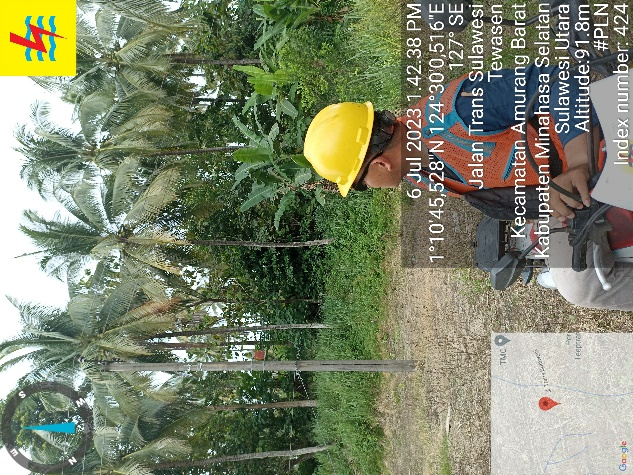 6 Jul 2023 1.42.38 PM
1°10'45,528"N 124°30'0,516"E
127° SE
Jalan Trans Sulawesi
Tewasen
Kecamatan Amurang Barat
Kabupaten Minahasa Selatan
Sulawesi Utara
Altitude:91.8m
#PLN
Index number: 424
TMC
Google